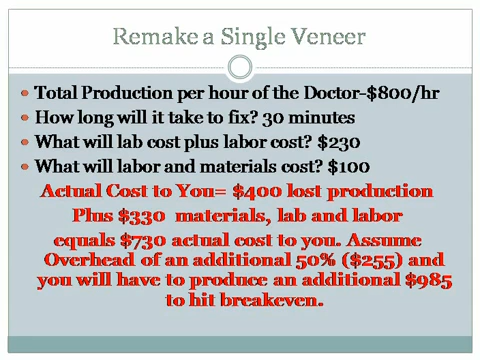 Remake a Single Veneer
Total Production per hour of the Doctor-$800/hr
How long will it take to fix? 30 minutes
What will lab cost plus labor cost? $230
What will labor and materials cost? $100
Actual Cost to You= $400 lost production
Plus $330 materials, lab and labor
equals $730 actual cost to you. Assume
Overhead of an additional 50% ($255) and
you will have to produce an additional $985
to hit breakeven.